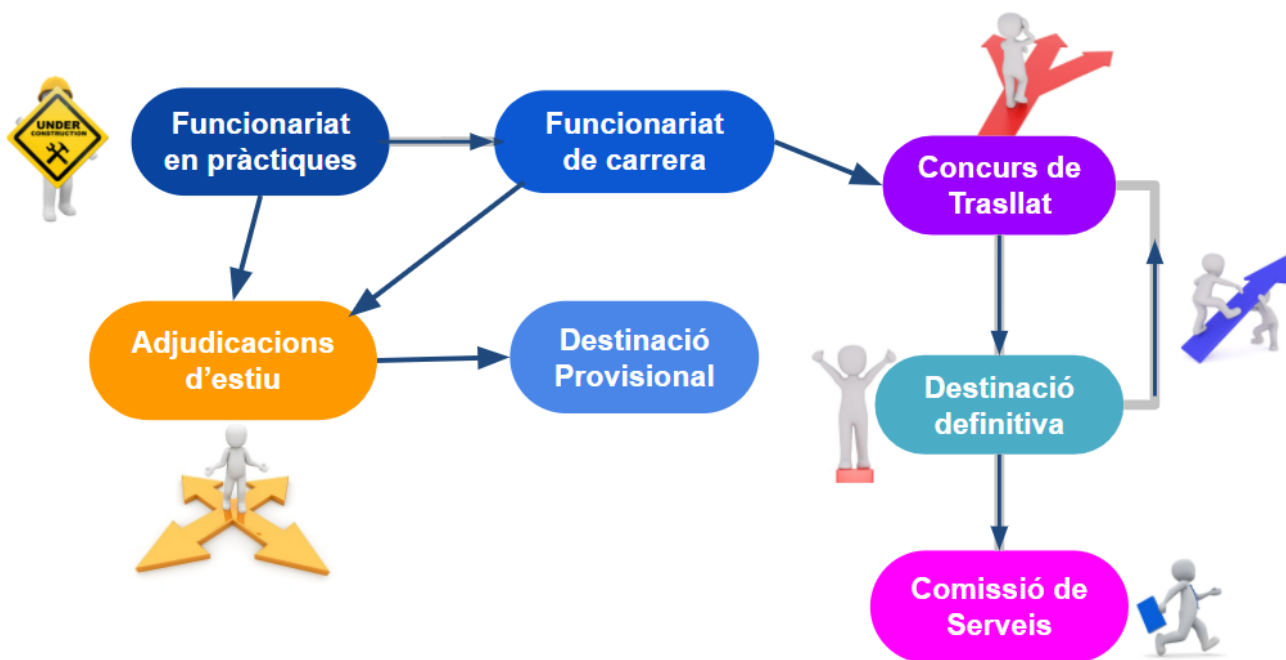 UNDER
CONSTRUCTION
Funcionariat
en pràctiques
Funcionariat
de carrera
Concurs de
Trasllat
Adjudicacions
d’estiu
Destinació
Provisional
Destinació
definitiva
Comissió de
Serveis